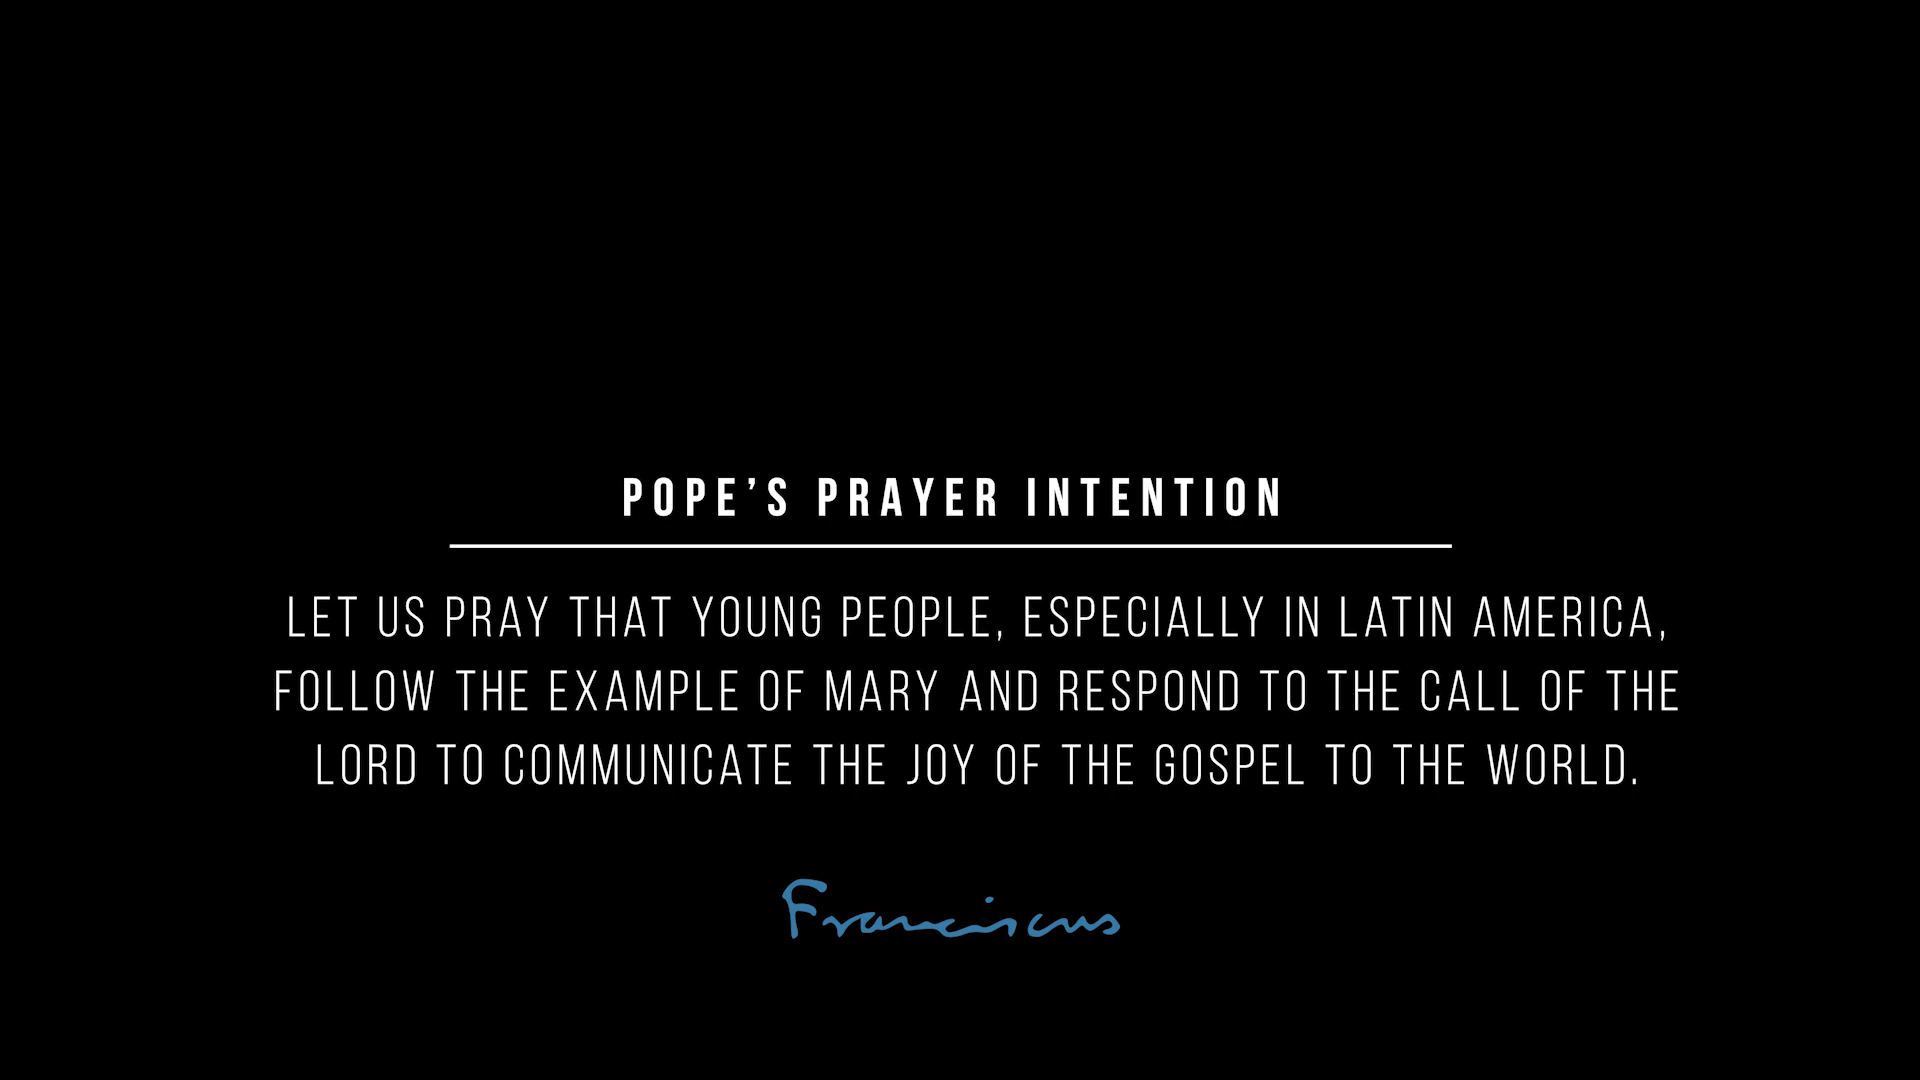 POPE’S PRAYER INTENTION
LET US PRAY THAT YOUNG PEOPLE, ESPECIALLY IN LATIN AMERICA,
FOLLOW THE EXAMPLE OF MARY AND RESPOND TO THE CALL OF THE
LORD TO COMMUNICATE THE JOY OF THE GOSPEL TO THE WORLD.
Franciscus